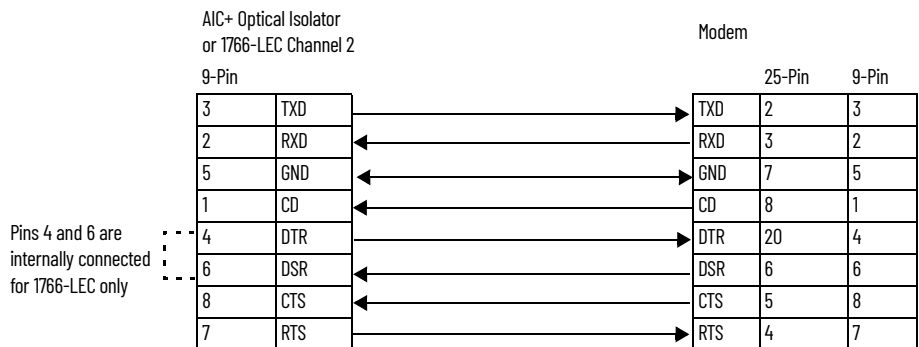 AIC+ Optical Isolator
or 1766-LEC Channel 2
Modem
9-Pin
25-Pin 9-Pin
3 TXD TXD 2 3
2 RXD RXD 3 2
5 GND GND 7 5
1 CD CD 8 1
4 DTR DTR 20 4
6 DSR DSR 6 6
8 CTS CTS 5 8
7 RTS RTS 4 7
Pins 4 and 6 are
internally connected
for 1766-LEC only